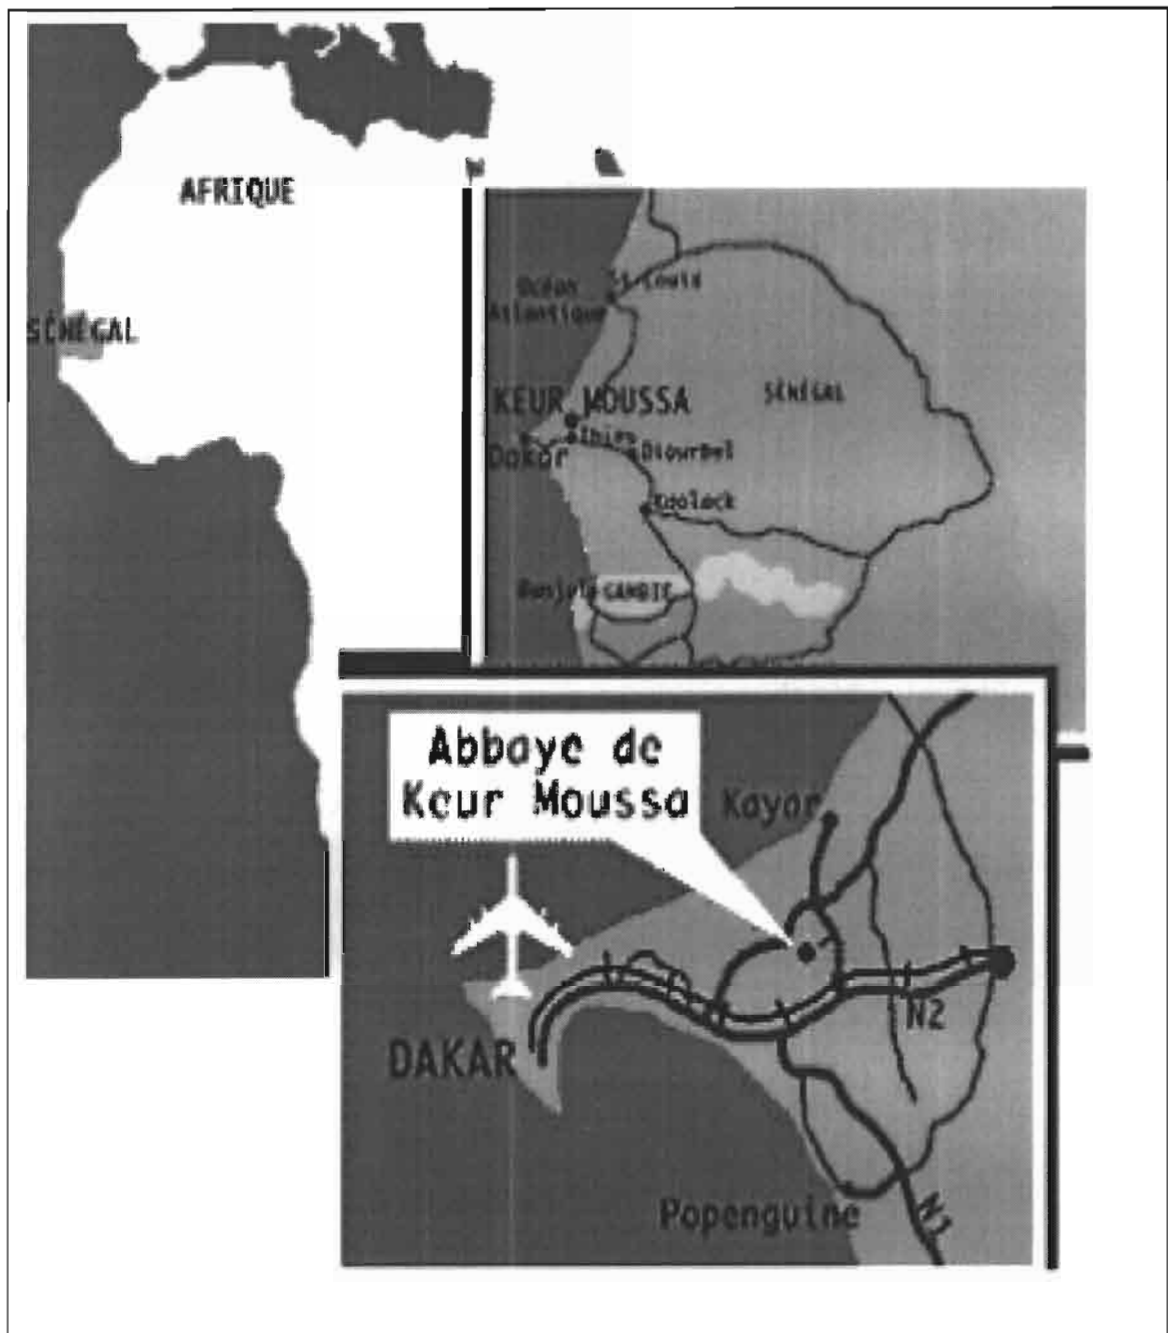 AFRIQUE
SÉNÉGAL
St-Louis
Océan
Atlantique
KEUR MOUSSA
SÉNÉGAL
Thies
Dakar
Diourbel
Kaolack
Banjul
GAMBIE
Abbaye de
Keur Moussa
Kayar
N2
DAKAR
Popenguine
N1